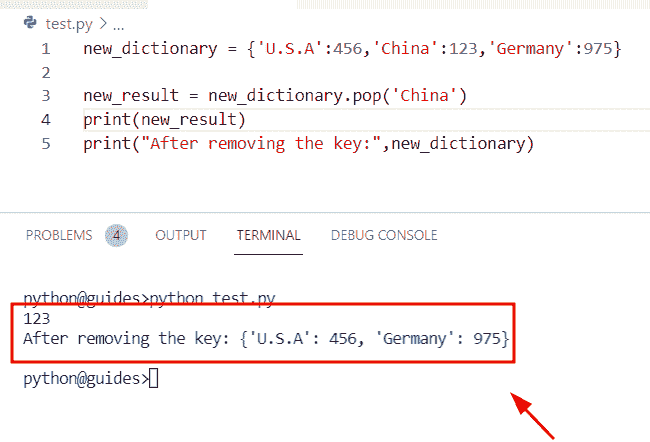 test.py > ...
1 new_dictionary = {'U.S.A':456,'China':123,'Germany':975}
2
3 new_result = new_dictionary.pop('China')
4 print(new_result)
5 print("After removing the key:",new_dictionary)
PROBLEMS 4 OUTPUT TERMINAL DEBUG CONSOLE
python@guides>python test.py
123
After removing the key: {'U.S.A': 456, 'Germany': 975}
python@guides>